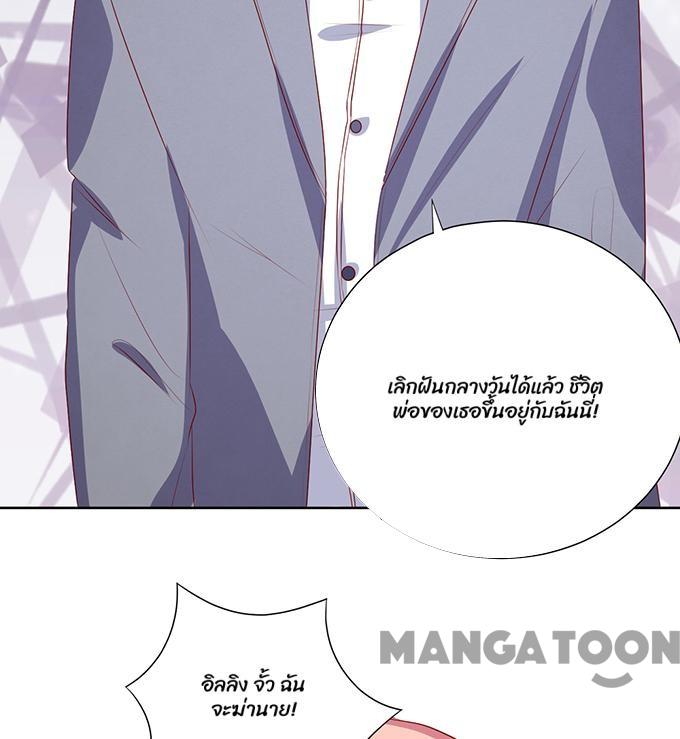 เลิกฝันกลางวันได้แล้ว ชีวิต
พ่อของเธอขึ้นอยู่กับฉันนี่!
MANGATOON
อิลลิง จั้ว ฉัน
จะฆ่านาย!